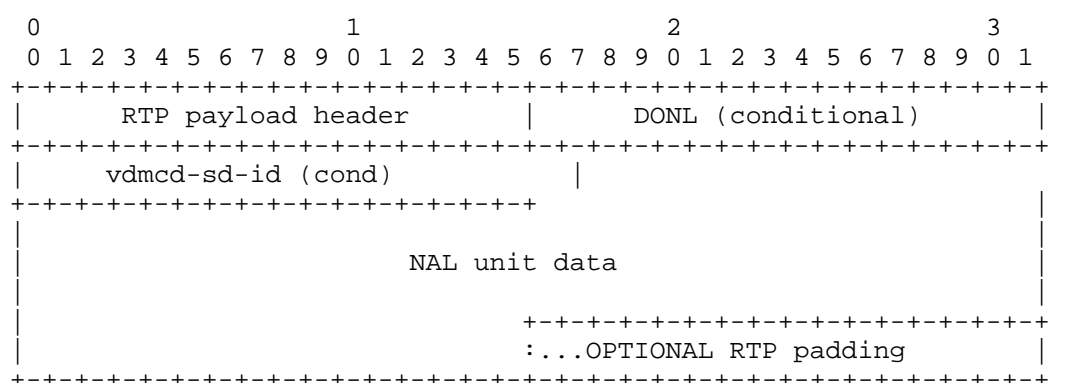 0                   1                   2                   3
 0 1 2 3 4 5 6 7 8 9 0 1 2 3 4 5 6 7 8 9 0 1 2 3 4 5 6 7 8 9 0 1
+-+-+-+-+-+-+-+-+-+-+-+-+-+-+-+-+-+-+-+-+-+-+-+-+-+-+-+-+-+-+-+-+
|      RTP payload header       |      DONL (conditional)       |
+-+-+-+-+-+-+-+-+-+-+-+-+-+-+-+-+-+-+-+-+-+-+-+-+-+-+-+-+-+-+-+-+
|     vdmcd-sd-id (cond)           |
+-+-+-+-+-+-+-+-+-+-+-+-+-+-+-+-+                               |
|                                                               |
|                        NAL unit data                          |
|                                                               |
|                               +-+-+-+-+-+-+-+-+-+-+-+-+-+-+-+-+
|                               :...OPTIONAL RTP padding        |
+-+-+-+-+-+-+-+-+-+-+-+-+-+-+-+-+-+-+-+-+-+-+-+-+-+-+-+-+-+-+-+-+